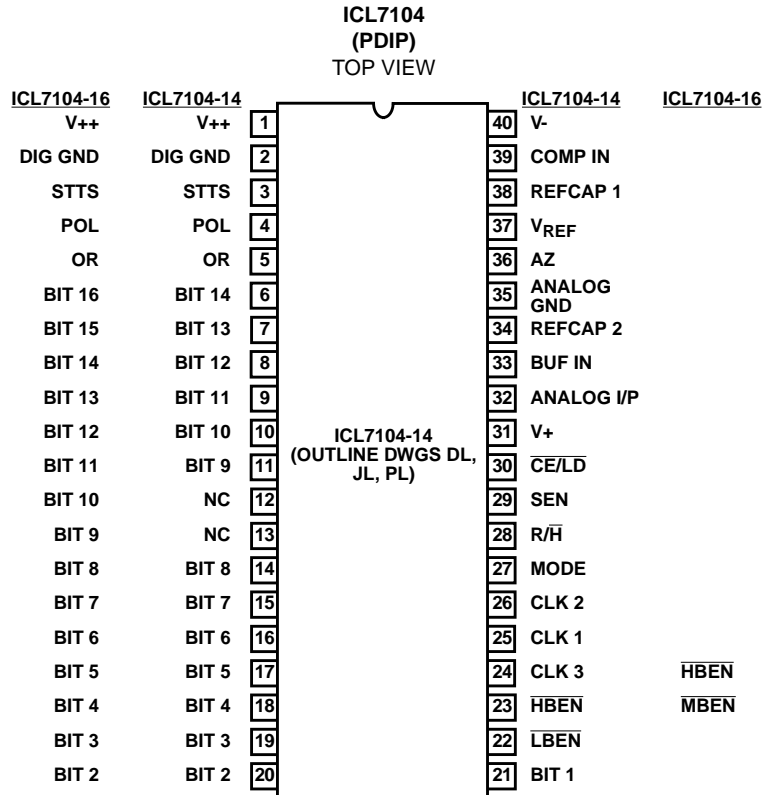 ICL7104
(PDIP)
TOP VIEW
ICL7104-16 ICL7104-14 ICL7104-14 ICL7104-16
V++ V++ 1 40 V-
DIG GND DIG GND 2 39 COMP IN
STTS STTS 3 38 REFCAP 1
POL POL 4 37 VREF
OR OR 5 36 AZ
BIT 16 BIT 14 6 35 ANALOG GND
BIT 15 BIT 13 7 34 REFCAP 2
BIT 14 BIT 12 8 33 BUF IN
BIT 13 BIT 11 9 32 ANALOG I/P
BIT 12 BIT 10 10 31 V+
BIT 11 BIT 9 11 30 C̅E̅/̅L̅D̅
BIT 10 NC 12 29 SEN
BIT 9 NC 13 28 R/H̅
BIT 8 BIT 8 14 27 MODE
BIT 7 BIT 7 15 26 CLK 2
BIT 6 BIT 6 16 25 CLK 1
BIT 5 BIT 5 17 24 CLK 3 H̅B̅E̅N̅
BIT 4 BIT 4 18 23 H̅B̅E̅N̅ M̅B̅E̅N̅
BIT 3 BIT 3 19 22 L̅B̅E̅N̅
BIT 2 BIT 2 20 21 BIT 1
ICL7104-14
(OUTLINE DWGS DL,
JL, PL)